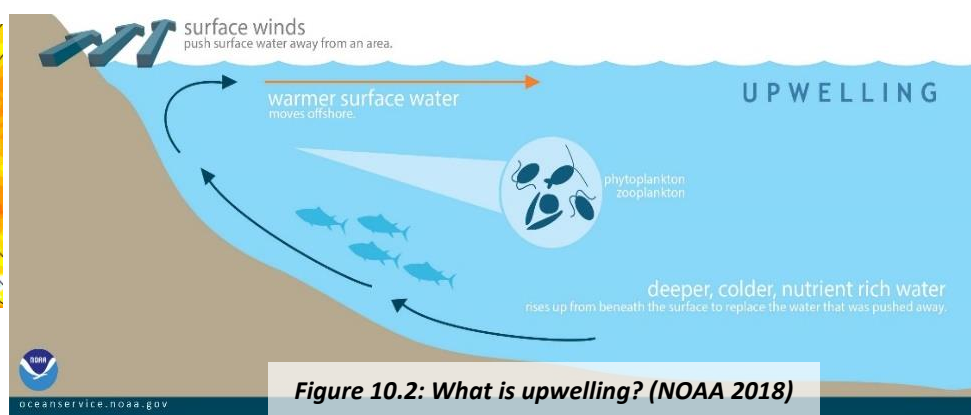 surface winds
push surface water away from an area.
warmer surface water
moves offshore.
UPWELLING
phytoplankton
zooplankton
deeper, colder, nutrient rich water
rises up from beneath the surface to replace the water that was pushed away.
NOAA
oceanservice.noaa.gov
Figure 10.2: What is upwelling? (NOAA 2018)